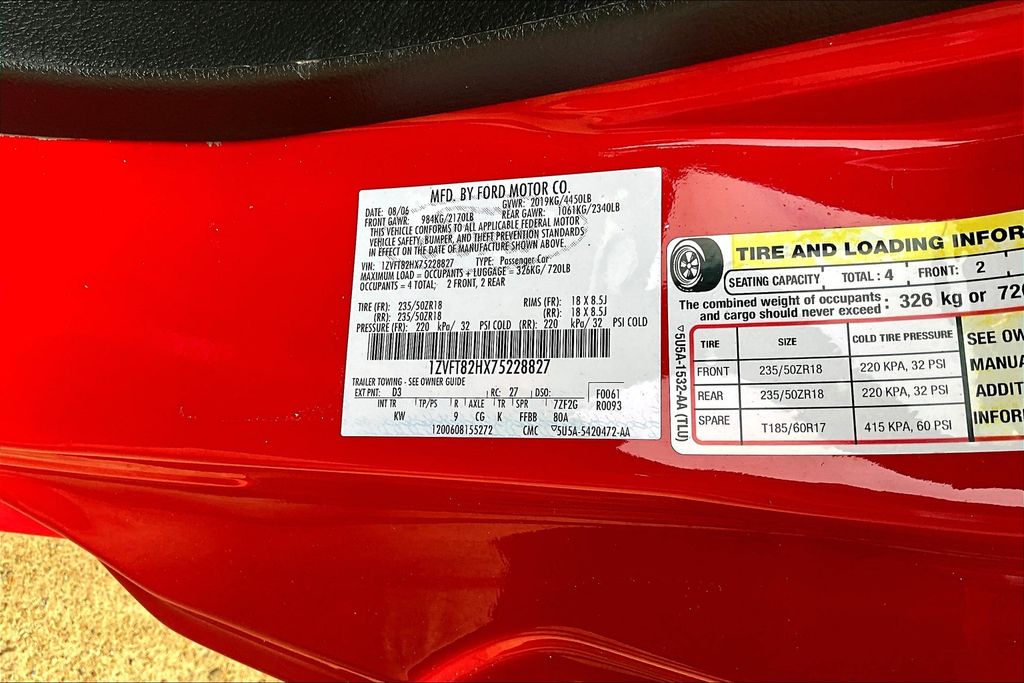 MFD. BY FORD MOTOR CO.
DATE: 08/06 GVWR: 2019KG/4450LB
FRONT GAWR: 984KG/2170LB REAR GAWR: 1061KG/2340LB
THIS VEHICLE CONFORMS TO ALL APPLICABLE FEDERAL MOTOR
VEHICLE SAFETY, BUMPER, AND THEFT PREVENTION STANDARDS
IN EFFECT ON THE DATE OF MANUFACTURE SHOWN ABOVE.
VIN: 1ZVFT82HX75228827 TYPE: Passenger Car
MAXIMUM LOAD = OCCUPANTS + LUGGAGE = 326KG/720LB
OCCUPANTS = 4 TOTAL; 2 FRONT, 2 REAR
TIRE (FR): 235/50ZR18 RIMS (FR): 18 X 8.5J
(RR): 235/50ZR18 (RR): 18 X 8.5J
PRESSURE (FR): 220 kPa/ 32 PSI COLD (RR): 220 kPa/ 32 PSI COLD
1ZVFT82HX75228827
TRAILER TOWING - SEE OWNER GUIDE
EXT PNT: D3 RC: 27 DSO: F0061
INT TR TP/PS R AXLE TR SPR 7ZF2G R0093
KW 9 CG K FFBB 80A
1200608155272 CMC ▽5U5A-5420472-AA
TIRE AND LOADING INFOR
SEATING CAPACITY TOTAL: 4 FRONT: 2
The combined weight of occupants
and cargo should never exceed : 326 kg or 720
▽5U5A-1532-AA (TLU)
TIRE SIZE COLD TIRE PRESSURE
FRONT 235/50ZR18 220 KPA, 32 PSI
REAR 235/50ZR18 220 KPA, 32 PSI
SPARE T185/60R17 415 KPA, 60 PSI
SEE OW
MANUA
ADDIT
INFOR